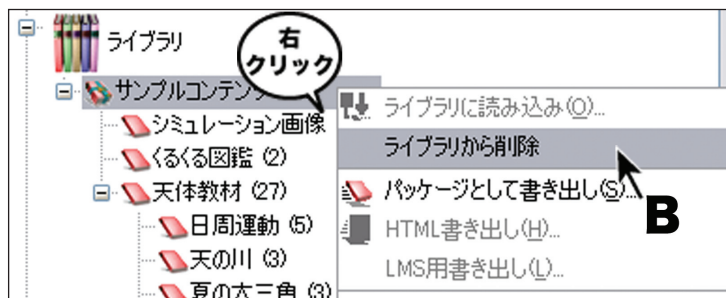 ライブラリ
右
クリック
サンプルコンテンツ
シミュレーション画像
くるくる図鑑 (2)
天体教材 (27)
日周運動 (5)
天の川 (3)
夏の大三角 (3)
ライブラリに読み込み(O)...
ライブラリから削除
パッケージとして書き出し(S)...
B
HTML書き出し(H)...
LMS用書き出し(L)...